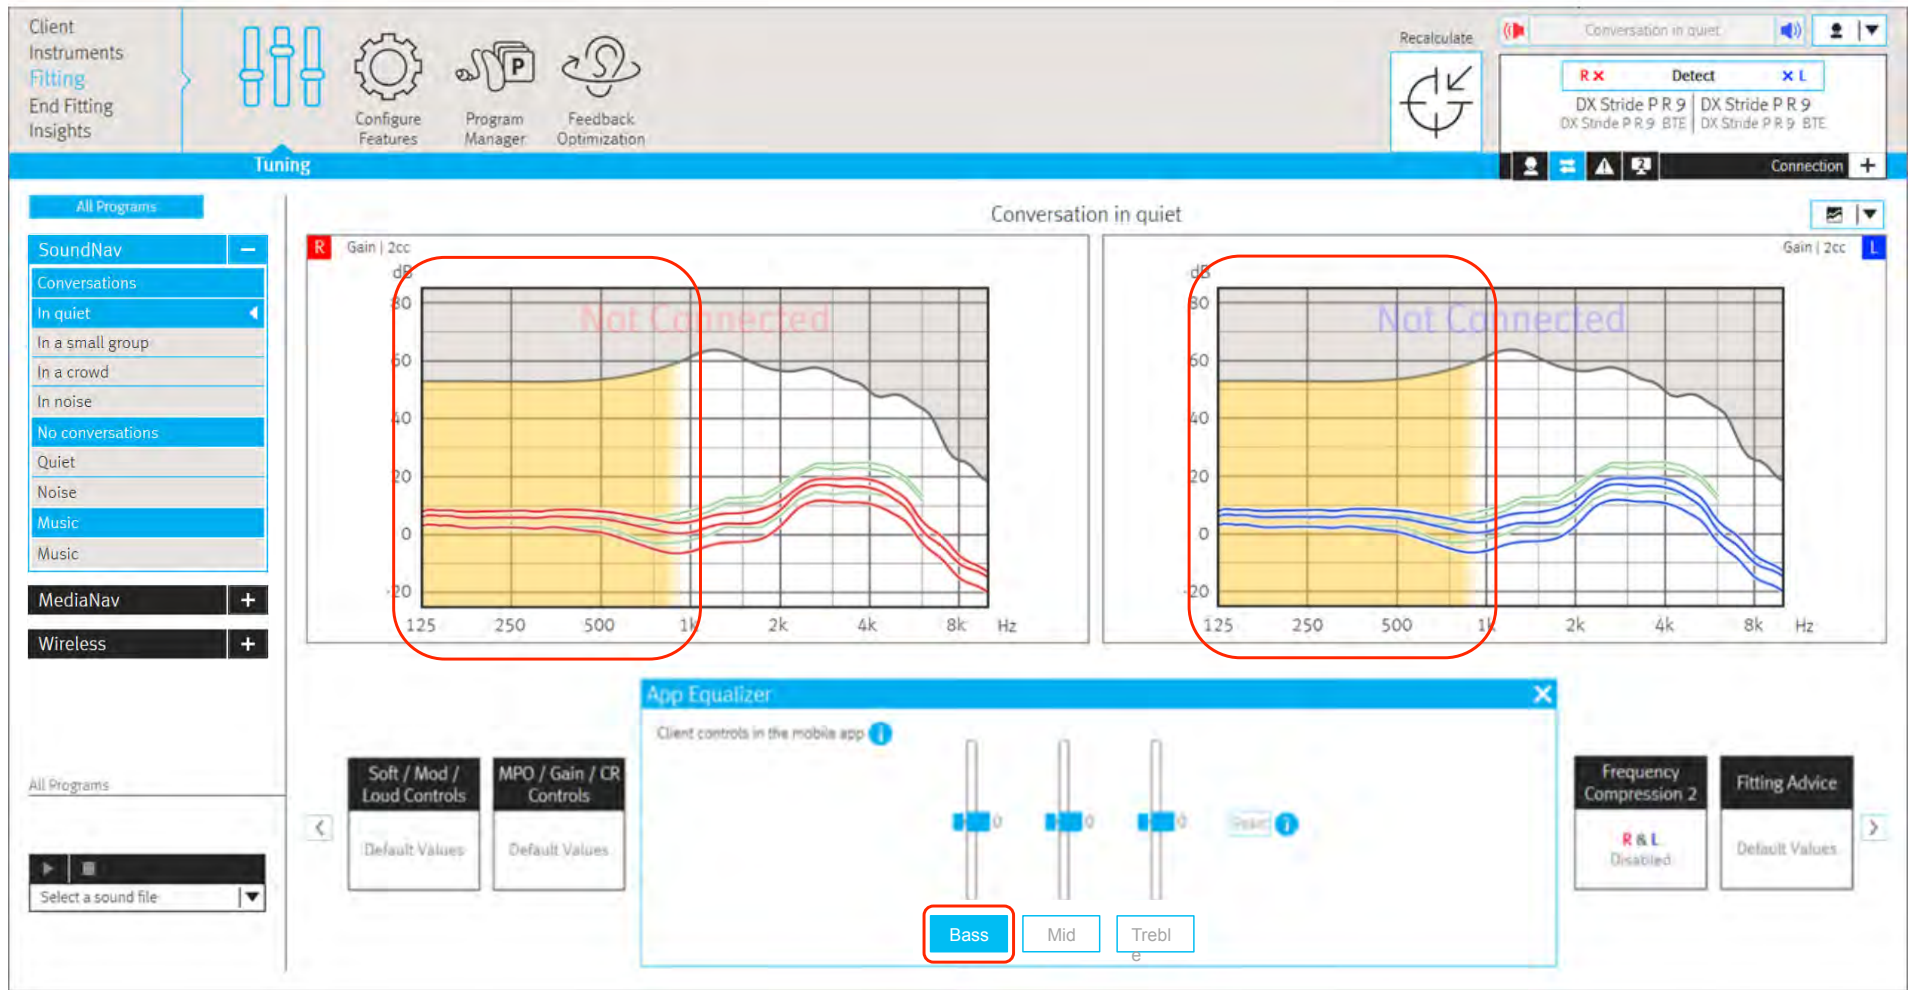 Client
Instruments
Fitting
End Fitting
Insights
Configure
Features
P
Program
Manager
Feedback
Optimization
Recalculate
Conversation in quiet
R Detect L
DX Stride P R 9 DX Stride P R 9
DX Stride P R 9 BTE DX Stride P R 9 BTE
Tuning
2
Connection +
All Programs
SoundNav
Conversations
In quiet
In a small group
In a crowd
In noise
No conversations
Quiet
Noise
Music
Music
MediaNav +
Wireless +
All Programs
Select a sound file
Conversation in quiet
R Gain | 2cc
dB
Not Connected
80
60
40
20
0
-20
125 250 500 1k 2k 4k 8k Hz
Gain | 2cc L
dB
Not Connected
80
60
40
20
0
-20
125 250 500 1k 2k 4k 8k Hz
Soft / Mod /
Loud Controls
Default Values
MPO / Gain / CR
Controls
Default Values
App Equalizer
Client controls in the mobile app i
0 0 0 Reset i
Bass Mid Trebl
e
Frequency
Compression 2
R & L
Disabled
Fitting Advice
Default Values